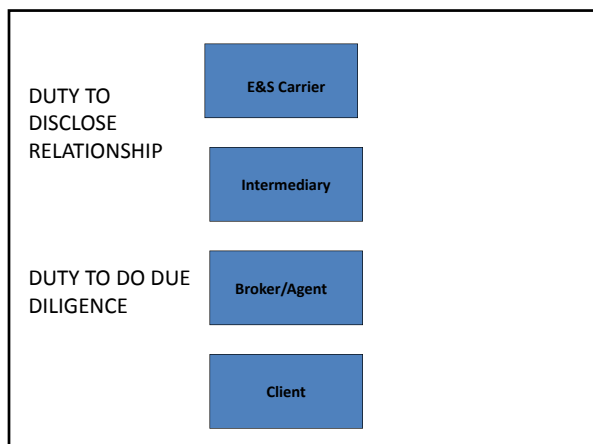 E&S Carrier
DUTY TO
DISCLOSE
RELATIONSHIP
Intermediary
DUTY TO DO DUE
DILIGENCE
Broker/Agent
Client